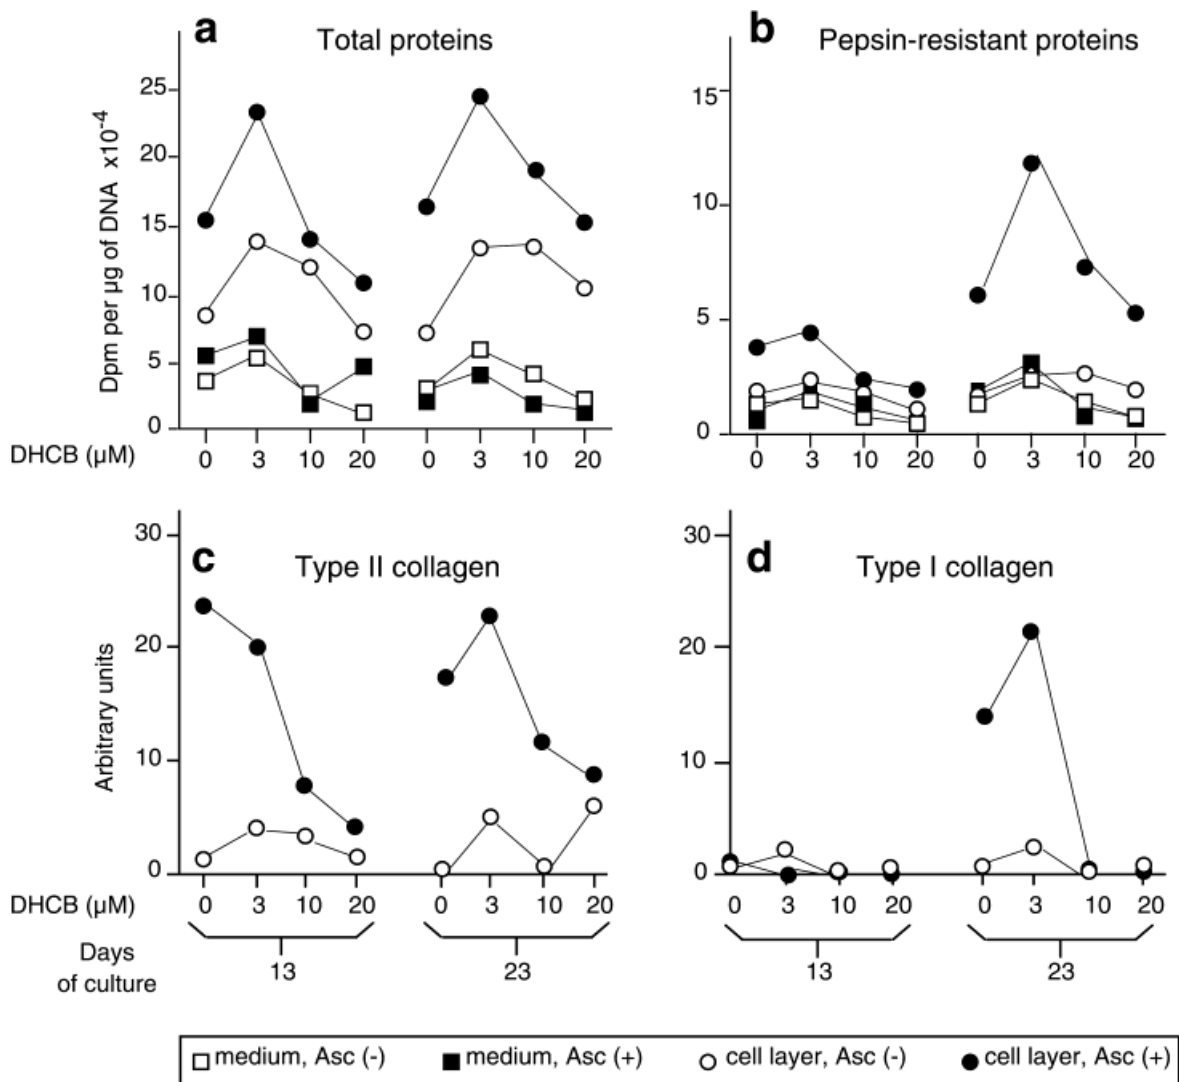 a Total proteins
b Pepsin-resistant proteins
Dpm per µg of DNA x10-4
25
20
15
10
5
0
15
10
5
0
DHCB (µM) 0 3 10 20 0 3 10 20
0 3 10 20 0 3 10 20
c Type II collagen
d Type I collagen
Arbitrary units
30
20
10
0
30
20
10
0
DHCB (µM) 0 3 10 20 0 3 10 20
0 3 10 20 0 3 10 20
Days
of culture
13 23
13 23
medium, Asc (-) medium, Asc (+) cell layer, Asc (-) cell layer, Asc (+)